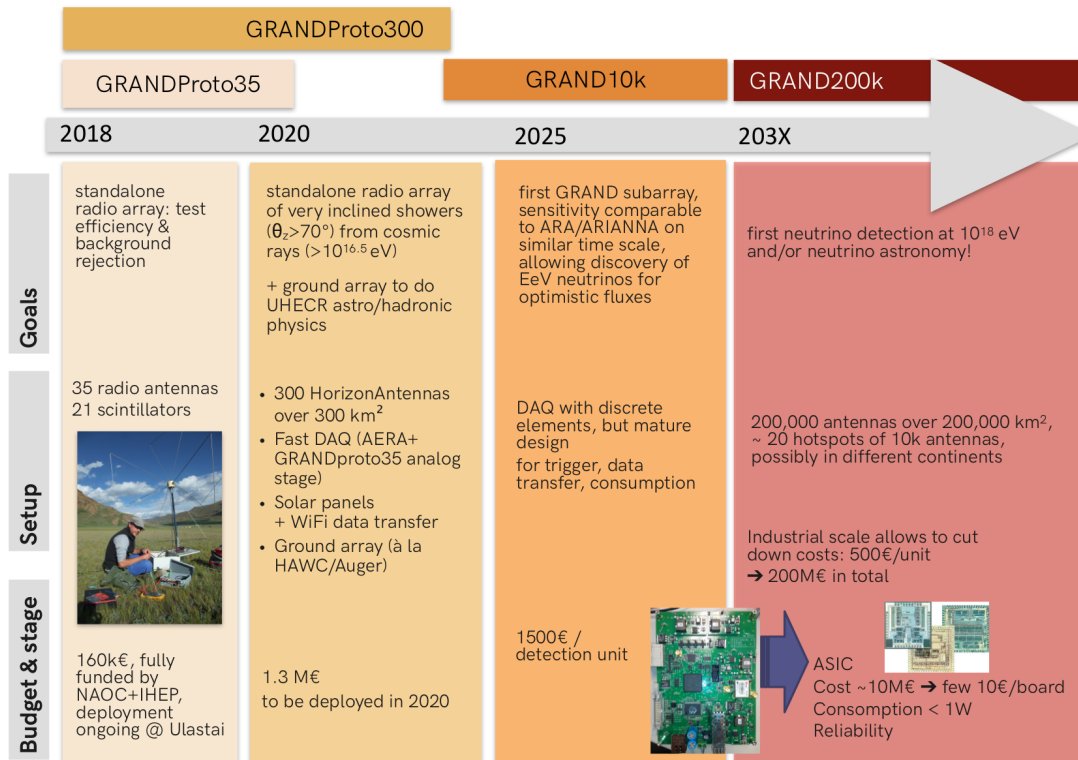 GRANDProto300
GRANDProto35
GRAND10k
GRAND200k
2018
2020
2025
203X
Goals
standalone
radio array: test
efficiency &
background
rejection
standalone radio array
of very inclined showers
(θz>70°) from cosmic
rays (>10^16.5 eV)
+ ground array to do
UHECR astro/hadronic
physics
first GRAND subarray,
sensitivity comparable
to ARA/ARIANNA on
similar time scale,
allowing discovery of
EeV neutrinos for
optimistic fluxes
first neutrino detection at 10^18 eV
and/or neutrino astronomy!
Setup
35 radio antennas
21 scintillators
• 300 HorizonAntennas
over 300 km²
• Fast DAQ (AERA+
GRANDproto35 analog
stage)
• Solar panels
+ WiFi data transfer
• Ground array (à la
HAWC/Auger)
DAQ with discrete
elements, but mature
design
for trigger, data
transfer, consumption
200,000 antennas over 200,000 km²,
~ 20 hotspots of 10k antennas,
possibly in different continents
Industrial scale allows to cut
down costs: 500€/unit
➔ 200M€ in total
Budget & stage
160k€, fully
funded by
NAOC+IHEP,
deployment
ongoing @ Ulastai
1.3 M€
to be deployed in 2020
1500€ /
detection unit
ASIC
Cost ~10M€ ➔ few 10€/board
Consumption < 1W
Reliability